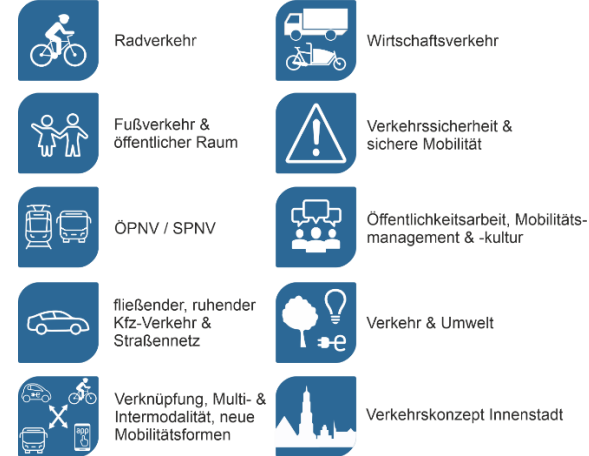 Radverkehr
Wirtschaftsverkehr
Fußverkehr &
öffentlicher Raum
Verkehrssicherheit &
sichere Mobilität
ÖPNV / SPNV
Öffentlichkeitsarbeit, Mobilitäts-
management & -kultur
fließender, ruhender
Kfz-Verkehr &
Straßennetz
e
Verkehr & Umwelt
e
app
Verknüpfung, Multi- &
Intermodalität, neue
Mobilitätsformen
Verkehrskonzept Innenstadt